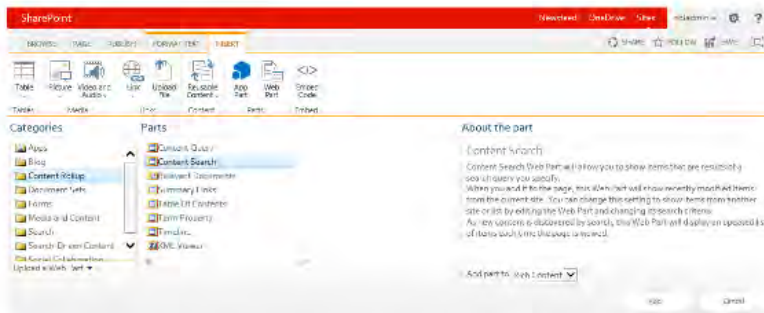 SharePoint
Newsfeed OneDrive Sites
BROWSE PAGE PUBLISH FORMAT TEXT INSERT
SHARE FOLLOW
Table Picture Video and Audio Link Upload File Reusable Content App Part Web Part Embed Code
Tables Media Content Parts Embed
Categories Parts About the part
Apps
Blog
Content Rollup
Document Sets
Forms
Media and Content
Search
Search-Driven Content
Social Collaboration
Upload a Web Part
Content Query
Content Search
Relevant Documents
Summary Links
Table Of Contents
Term Property
Timeline
XML Viewer
Content Search
Content Search Web Part will allow you to show items that are results of a
search query you specify.
When you add it to the page, this Web Part will show recently modified items
from the current site. You can change this setting to show items from another
site or list by editing the Web Part and changing its search criteria.
As new content is discovered by search, this Web Part will display an updated list
of items each time the page is viewed.
Add part to: Rich Content
Add Cancel